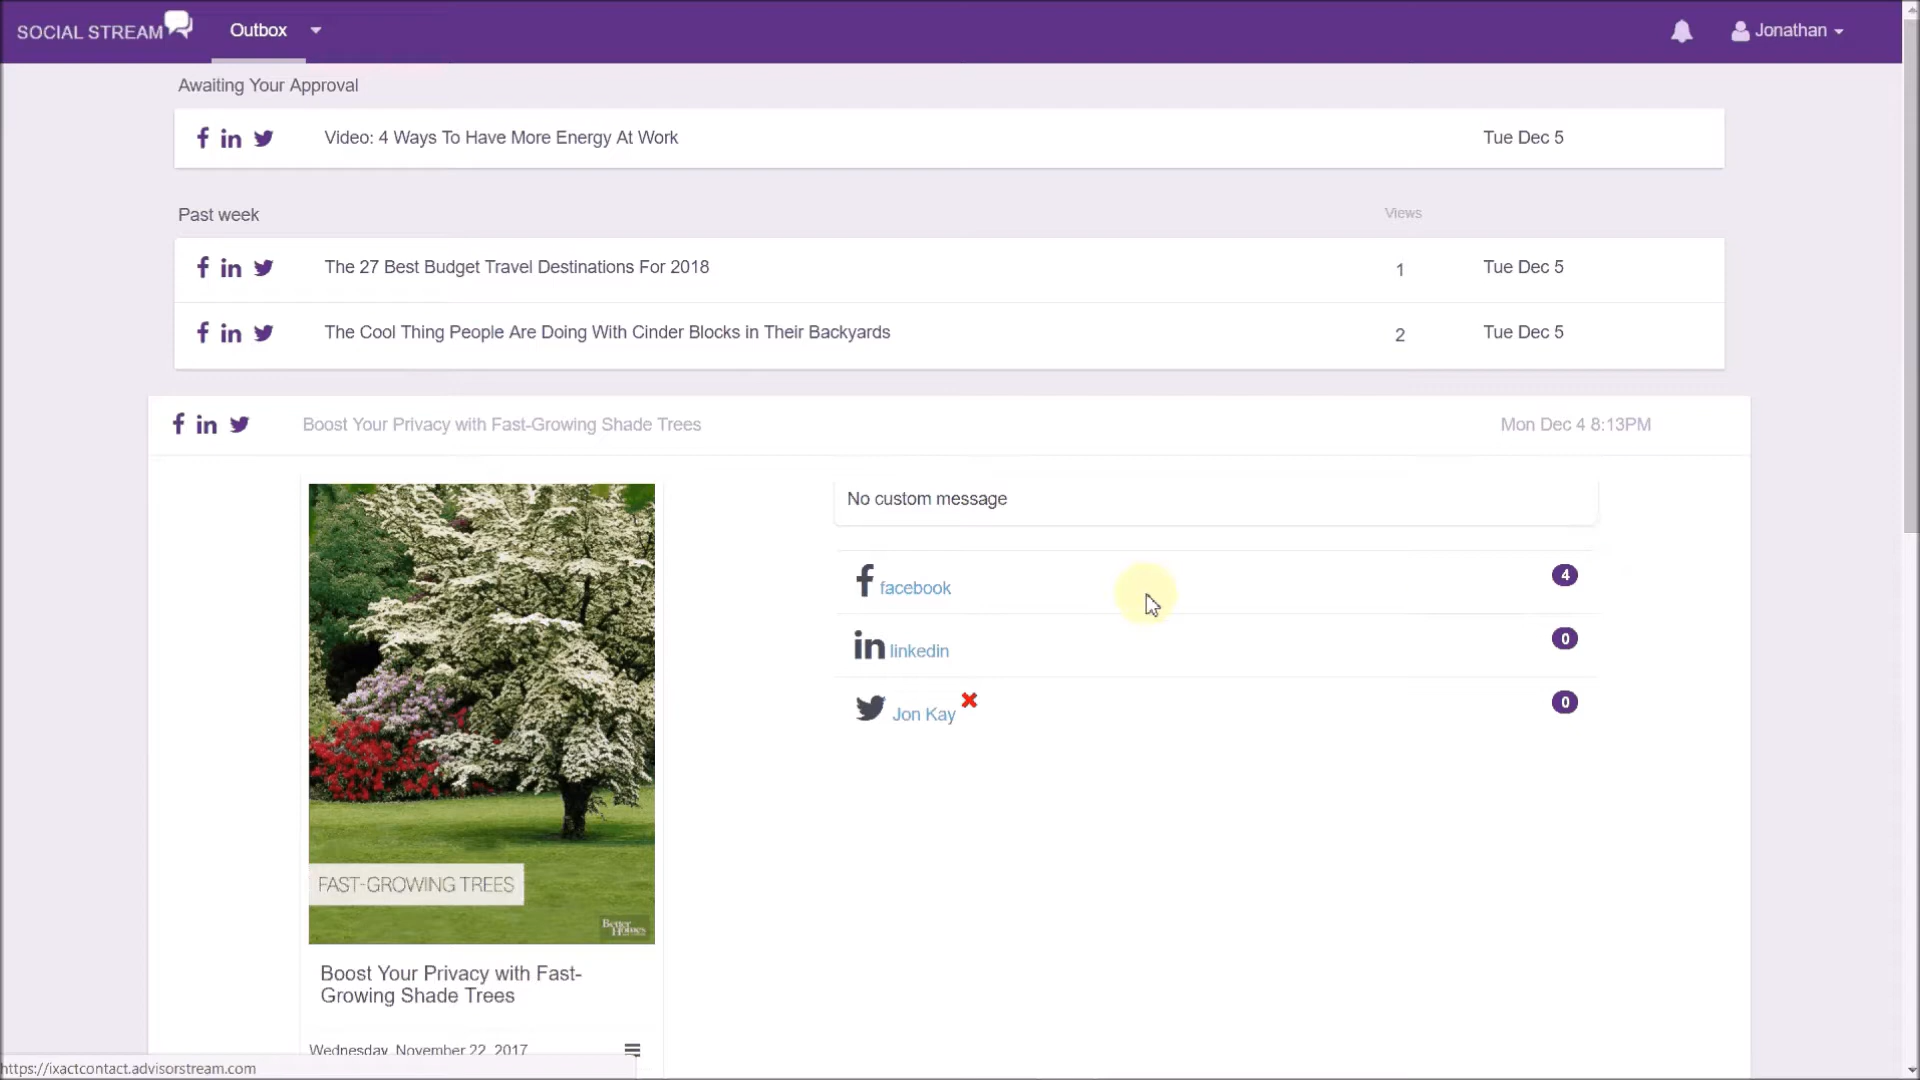 SOCIAL STREAM Outbox Jonathan
Awaiting Your Approval
Video: 4 Ways To Have More Energy At Work Tue Dec 5
Past week Views
The 27 Best Budget Travel Destinations For 2018 1 Tue Dec 5
The Cool Thing People Are Doing With Cinder Blocks in Their Backyards 2 Tue Dec 5
Boost Your Privacy with Fast-Growing Shade Trees Mon Dec 4 8:13PM
No custom message
facebook 4
linkedin 0
Jon Kay 0
FAST-GROWING TREES
Better Homes
Boost Your Privacy with Fast-
Growing Shade Trees
Wednesday, November 22, 2017
https://ixactcontact.advisorstream.com